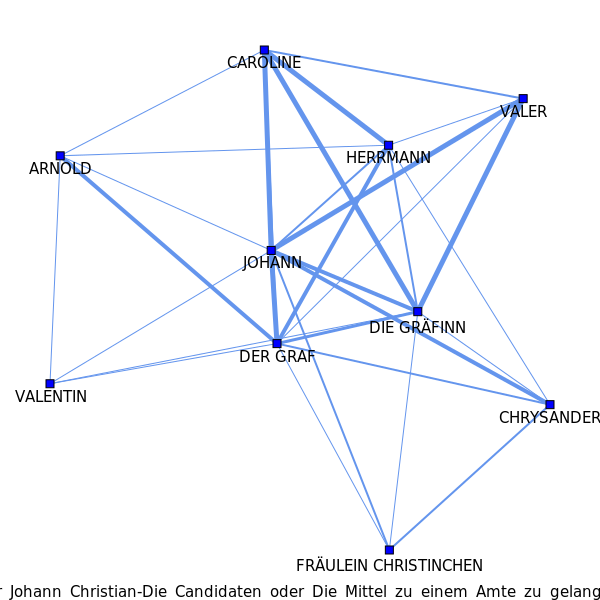 CAROLINE
VALER
HERRMANN
ARNOLD
JOHANN
DIE GRÄFINN
DER GRAF
VALENTIN
CHRYSANDER
FRÄULEIN CHRISTINCHEN
Johann Christian-Die Candidaten oder Die Mittel zu einem Amte zu gelang